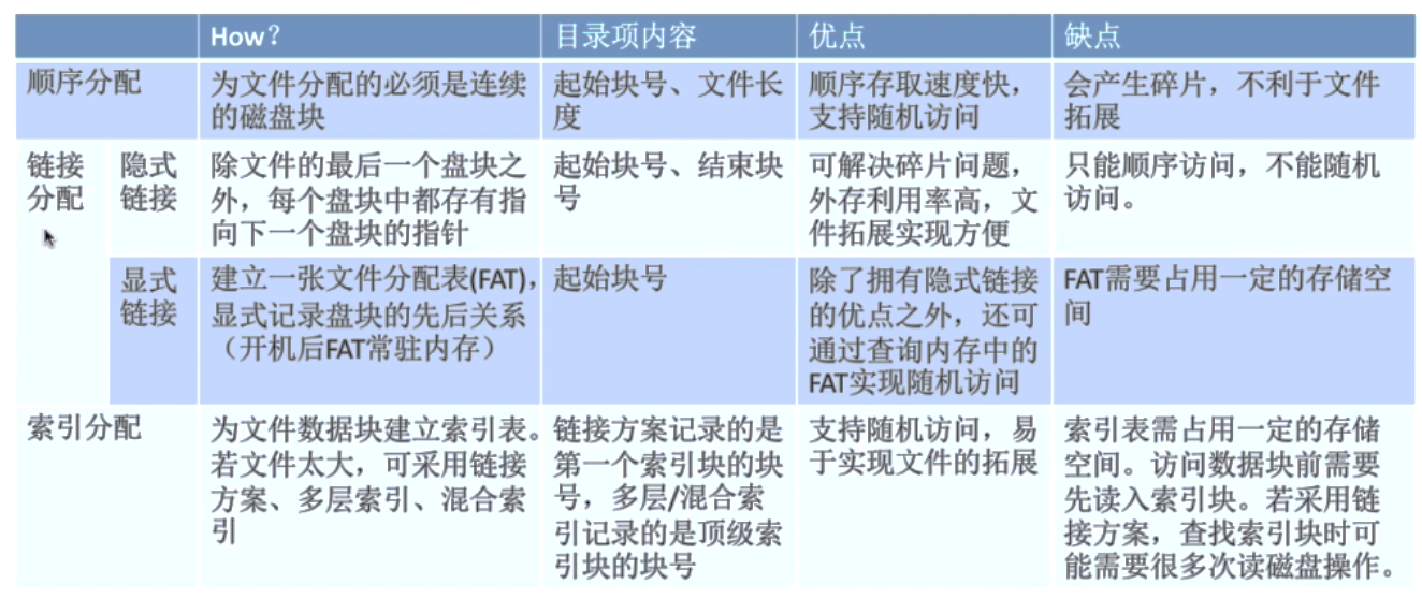 How?
目录项内容
优点
缺点
顺序分配
为文件分配的必须是连续
的磁盘块
起始块号、文件长
度
顺序存取速度快，
支持随机访问
会产生碎片，不利于文件
拓展
链接
分配
隐式
链接
除文件的最后一个盘块之
外，每个盘块中都存有指
向下一个盘块的指针
起始块号、结束块
号
可解决碎片问题，
外存利用率高，文
件拓展实现方便
只能顺序访问，不能随机
访问。
显式
链接
建立一张文件分配表(FAT)，
显式记录盘块的先后关系
（开机后FAT常驻内存）
起始块号
除了拥有隐式链接
的优点之外，还可
通过查询内存中的
FAT实现随机访问
FAT需要占用一定的存储空
间
索引分配
为文件数据块建立索引表。
若文件太大，可采用链接
方案、多层索引、混合索
引
链接方案记录的是
第一个索引块的块
号，多层/混合索
引记录的是顶级索
引块的块号
支持随机访问，易
于实现文件的拓展
索引表需占用一定的存储
空间。访问数据块前需要
先读入索引块。若采用链
接方案，查找索引块时可
能需要很多次读磁盘操作。